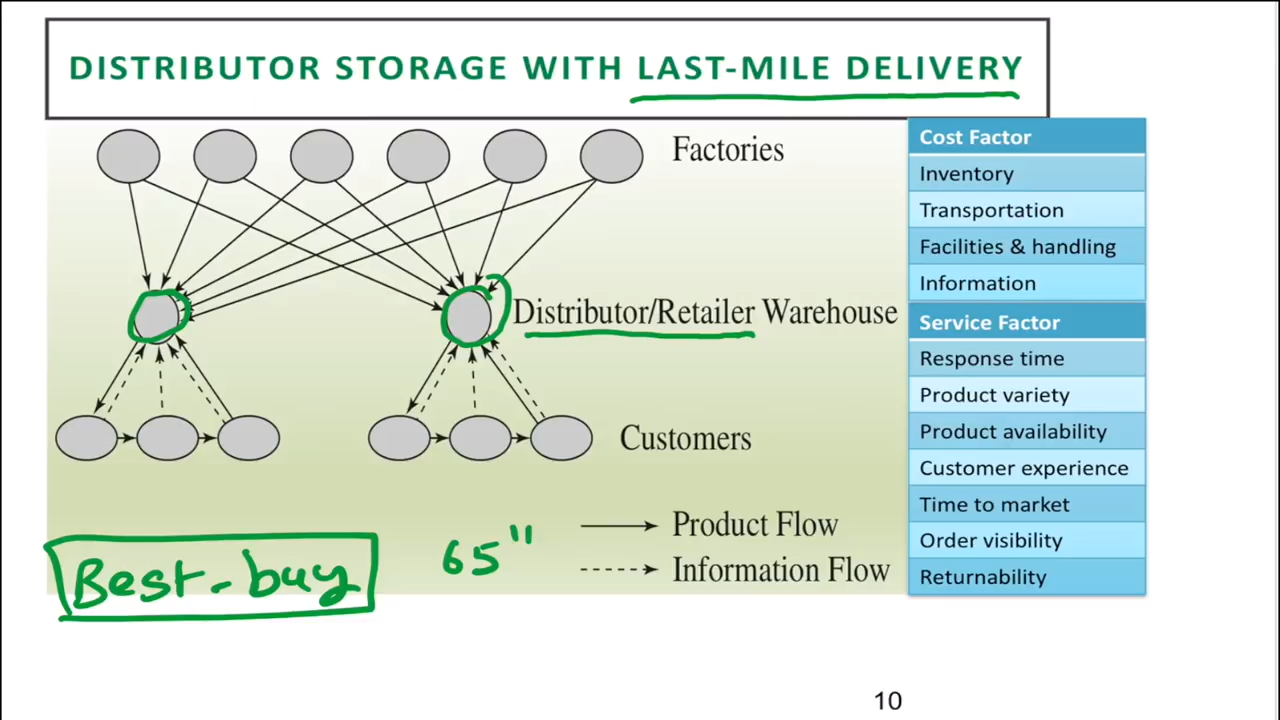 DISTRIBUTOR STORAGE WITH LAST-MILE DELIVERY
Factories
Distributor/Retailer Warehouse
Customers
Product Flow
Information Flow
Best-buy
65"
Cost Factor
Inventory
Transportation
Facilities & handling
Information
Service Factor
Response time
Product variety
Product availability
Customer experience
Time to market
Order visibility
Returnability
10